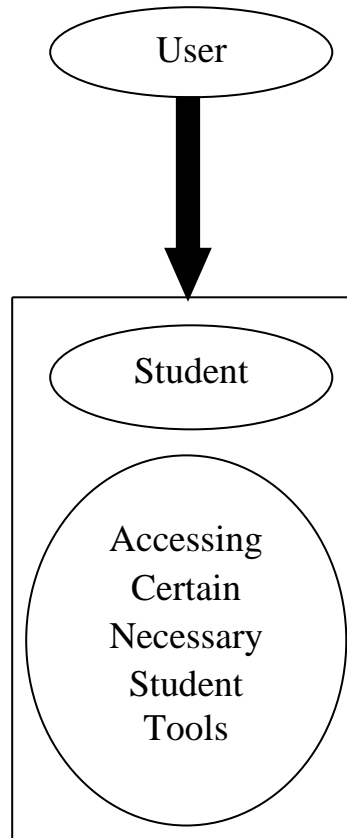 User
Student
Accessing
Certain
Necessary
Student
Tools